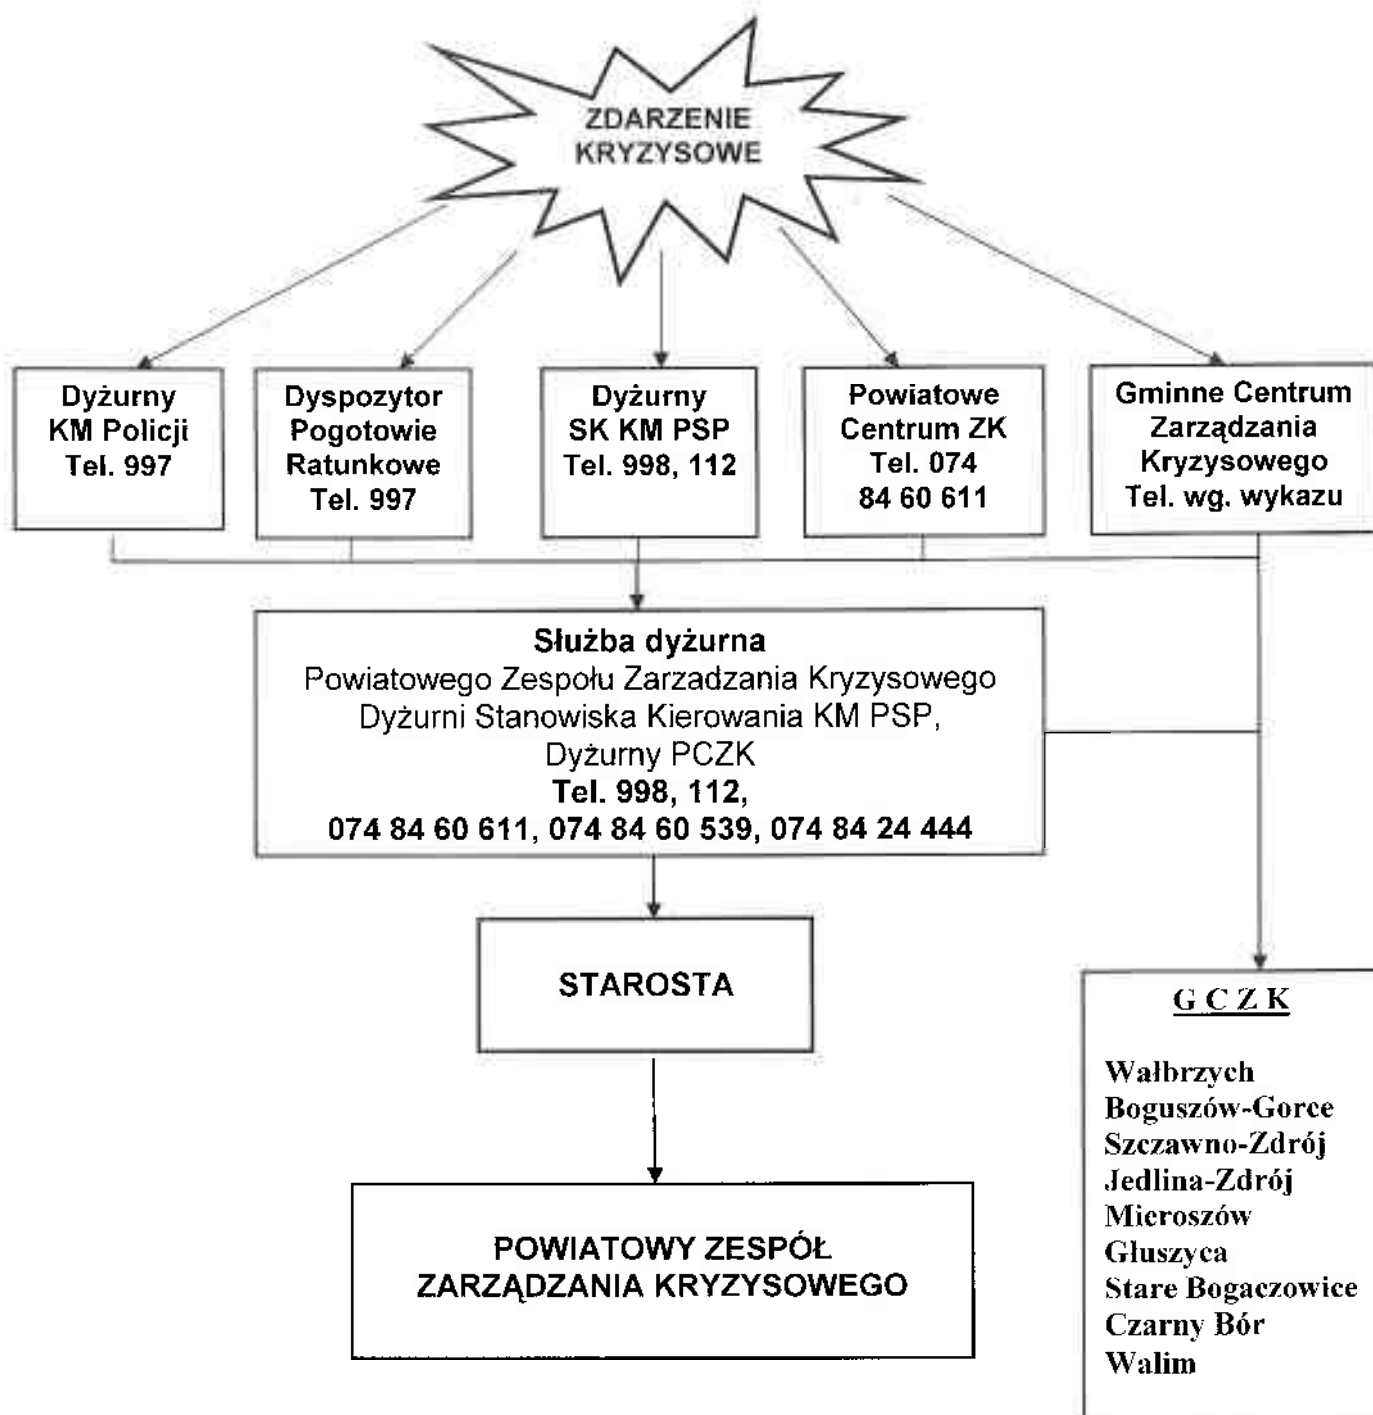 ZDARZENIE
KRYZYSOWE
Dyżurny
KM Policji
Tel. 997
Dyspozytor
Pogotowie
Ratunkowe
Tel. 997
Dyżurny
SK KM PSP
Tel. 998, 112
Powiatowe
Centrum ZK
Tel. 074
84 60 611
Gminne Centrum
Zarządzania
Kryzysowego
Tel. wg. wykazu
Służba dyżurna
Powiatowego Zespołu Zarzadzania Kryzysowego
Dyżurni Stanowiska Kierowania KM PSP,
Dyżurny PCZK
Tel. 998, 112,
074 84 60 611, 074 84 60 539, 074 84 24 444
STAROSTA
POWIATOWY ZESPÓŁ
ZARZĄDZANIA KRYZYSOWEGO
G C Z K
Wałbrzych
Boguszów-Gorce
Szczawno-Zdrój
Jedlina-Zdrój
Mieroszów
Głuszyca
Stare Bogaczowice
Czarny Bór
Walim